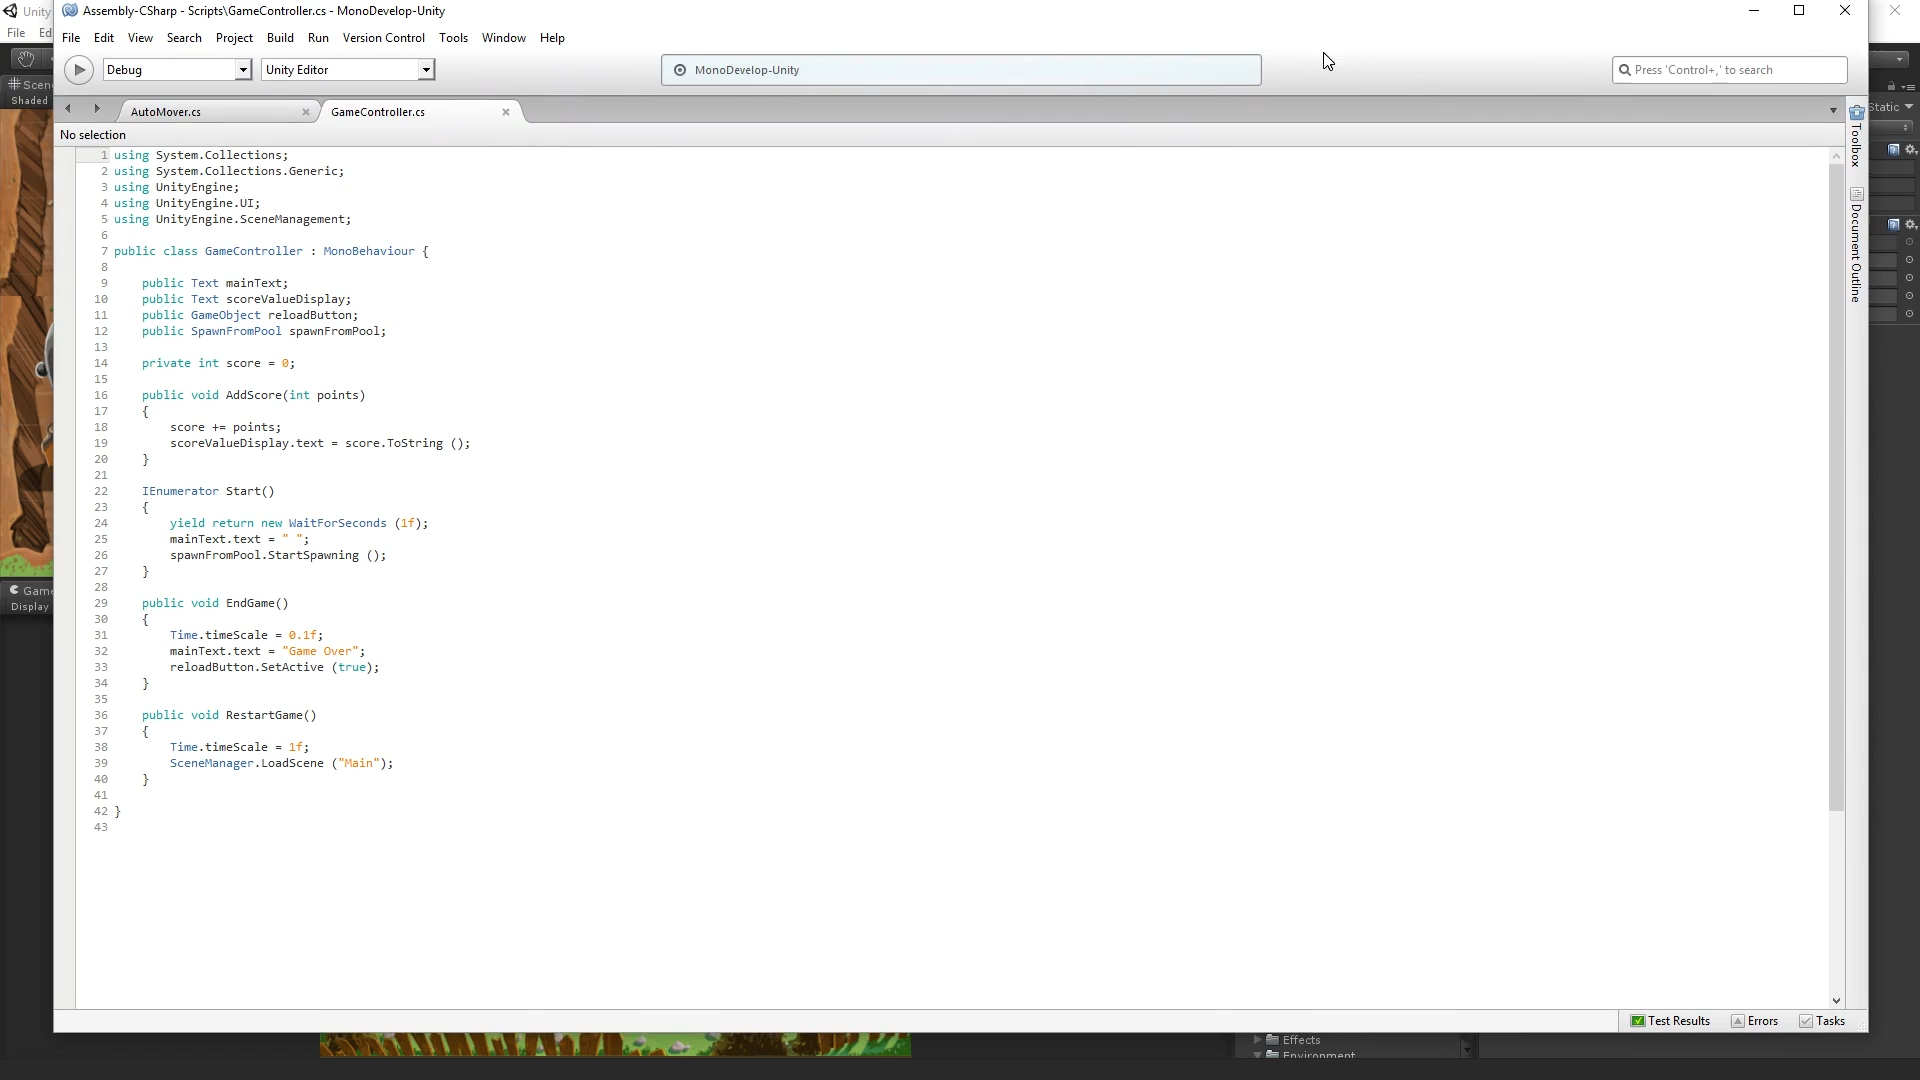 Unity
Assembly-CSharp - Scripts\GameController.cs - MonoDevelop-Unity
File Ed
File Edit View Search Project Build Run Version Control Tools Window Help
Debug
Unity Editor
MonoDevelop-Unity
Press 'Control+,' to search
Scene
Shaded
AutoMover.cs
GameController.cs
Static
No selection
Toolbox
Document Outline
1 using System.Collections;
2 using System.Collections.Generic;
3 using UnityEngine;
4 using UnityEngine.UI;
5 using UnityEngine.SceneManagement;
6
7 public class GameController : MonoBehaviour {
8
9 public Text mainText;
10 public Text scoreValueDisplay;
11 public GameObject reloadButton;
12 public SpawnFromPool spawnFromPool;
13
14 private int score = 0;
15
16 public void AddScore(int points)
17 {
18 score += points;
19 scoreValueDisplay.text = score.ToString ();
20 }
21
22 IEnumerator Start()
23 {
24 yield return new WaitForSeconds (1f);
25 mainText.text = " ";
26 spawnFromPool.StartSpawning ();
27 }
28
29 public void EndGame()
30 {
31 Time.timeScale = 0.1f;
32 mainText.text = "Game Over";
33 reloadButton.SetActive (true);
34 }
35
36 public void RestartGame()
37 {
38 Time.timeScale = 1f;
39 SceneManager.LoadScene ("Main");
40 }
41
42 }
43
Game
Display
Test Results
Errors
Tasks
Effects
Environment